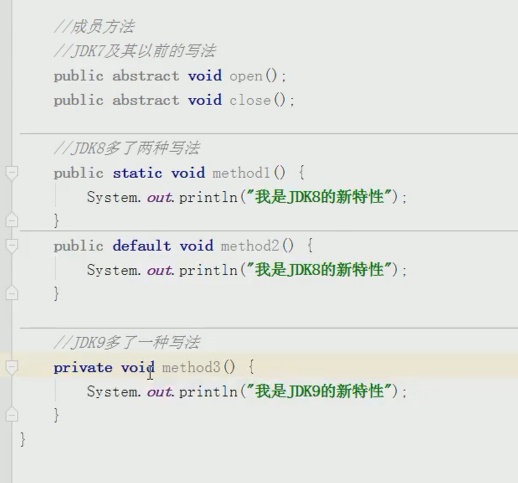 //成员方法
//JDK7及其以前的写法
public abstract void open();
public abstract void close();
//JDK8多了两种写法
public static void method1() {
System.out.println("我是JDK8的新特性");
}
public default void method2() {
System.out.println("我是JDK8的新特性");
}
//JDK9多了一种写法
private void method3() {
System.out.println("我是JDK9的新特性");
}
}